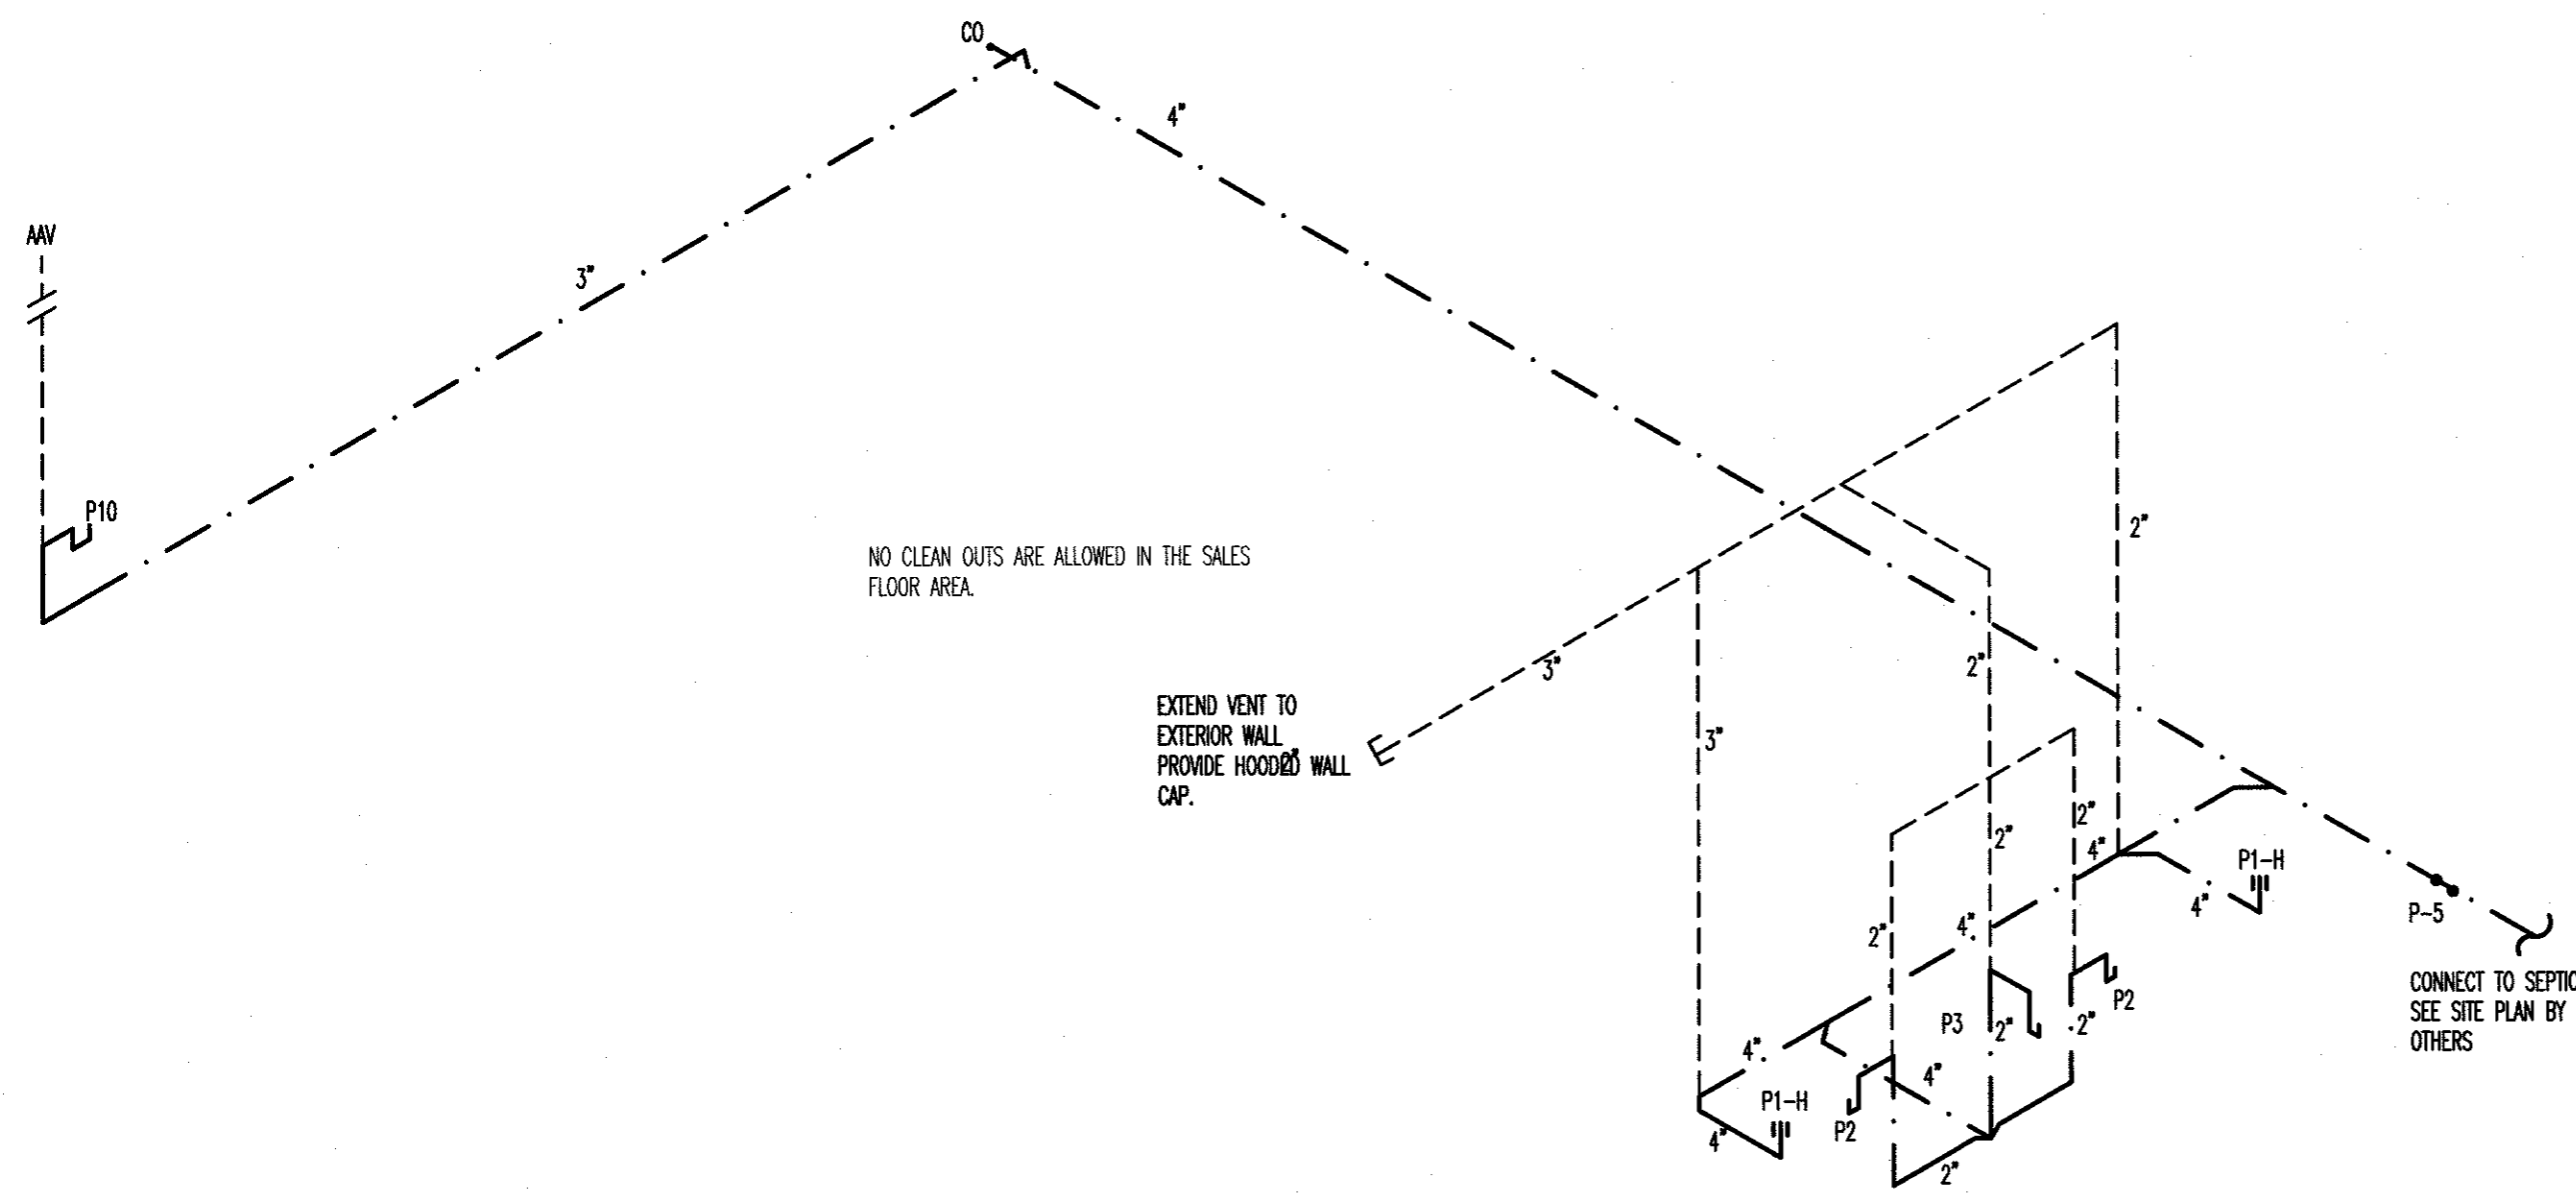 CO
4"
AAV
3"
P10
2"
NO CLEAN OUTS ARE ALLOWED IN THE SALES
FLOOR AREA.
3"
2"
EXTEND VENT TO
EXTERIOR WALL
PROVIDE HOODED WALL
CAP.
3"
2"
2"
4"
P1-H
4"
P-5
2"
4"
CONNECT TO SEPTIC
SEE SITE PLAN BY
OTHERS
P2
P3
2"
2"
4"
4"
P1-H
P2
4"
2"